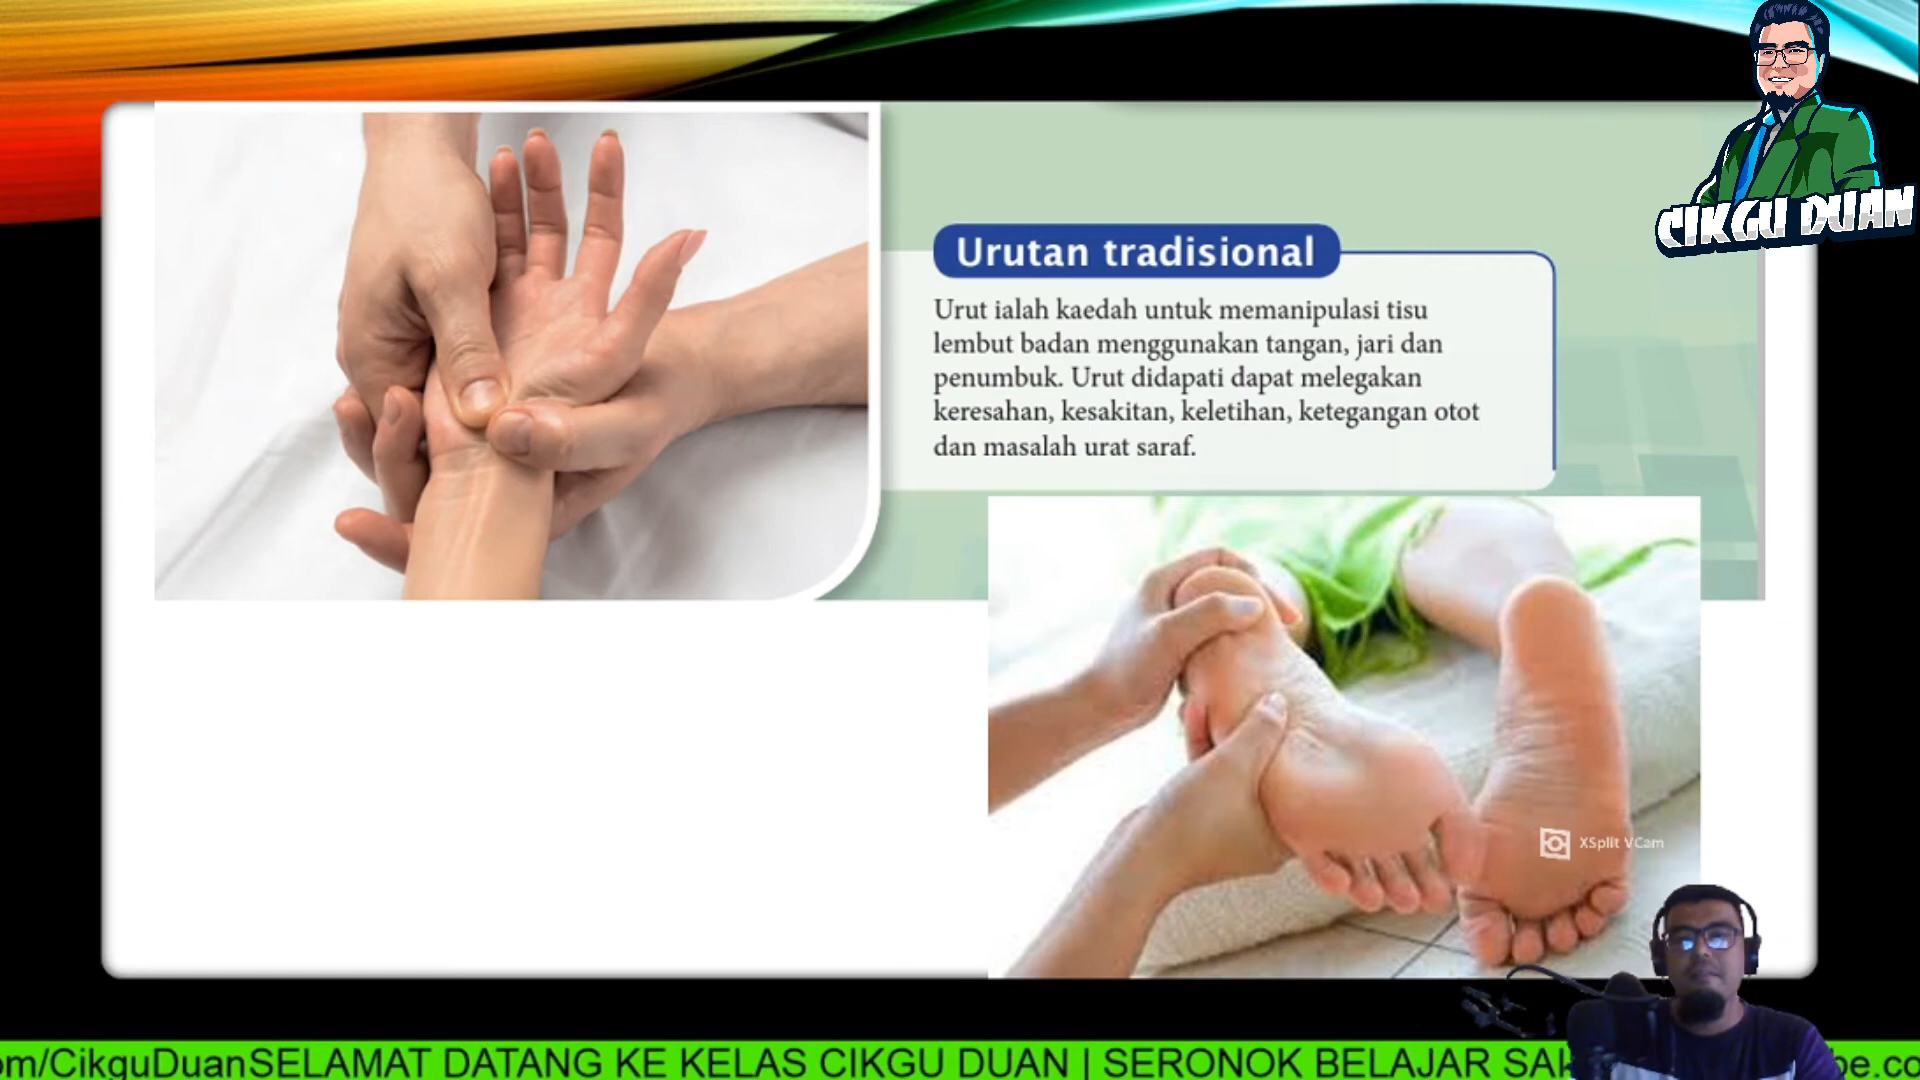 CIKGU DUAN
Urutan tradisional
Urut ialah kaedah untuk memanipulasi tisu
lembut badan menggunakan tangan, jari dan
penumbuk. Urut didapati dapat melegakan
keresahan, kesakitan, keletihan, ketegangan otot
dan masalah urat saraf.
XSplit VCam
om/CikguDuanSELAMAT DATANG KE KELAS CIKGU DUAN | SERONOK BELAJAR SA
be.co